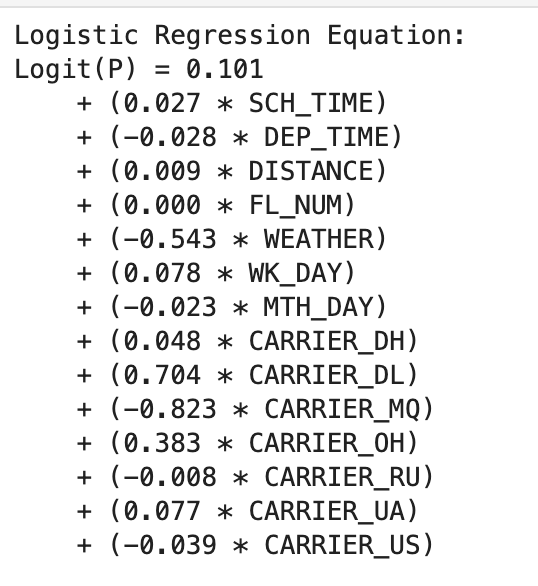 Logistic Regression Equation:
Logit(P) = 0.101
    + (0.027 * SCH_TIME)
    + (-0.028 * DEP_TIME)
    + (0.009 * DISTANCE)
    + (0.000 * FL_NUM)
    + (-0.543 * WEATHER)
    + (0.078 * WK_DAY)
    + (-0.023 * MTH_DAY)
    + (0.048 * CARRIER_DH)
    + (0.704 * CARRIER_DL)
    + (-0.823 * CARRIER_MQ)
    + (0.383 * CARRIER_OH)
    + (-0.008 * CARRIER_RU)
    + (0.077 * CARRIER_UA)
    + (-0.039 * CARRIER_US)